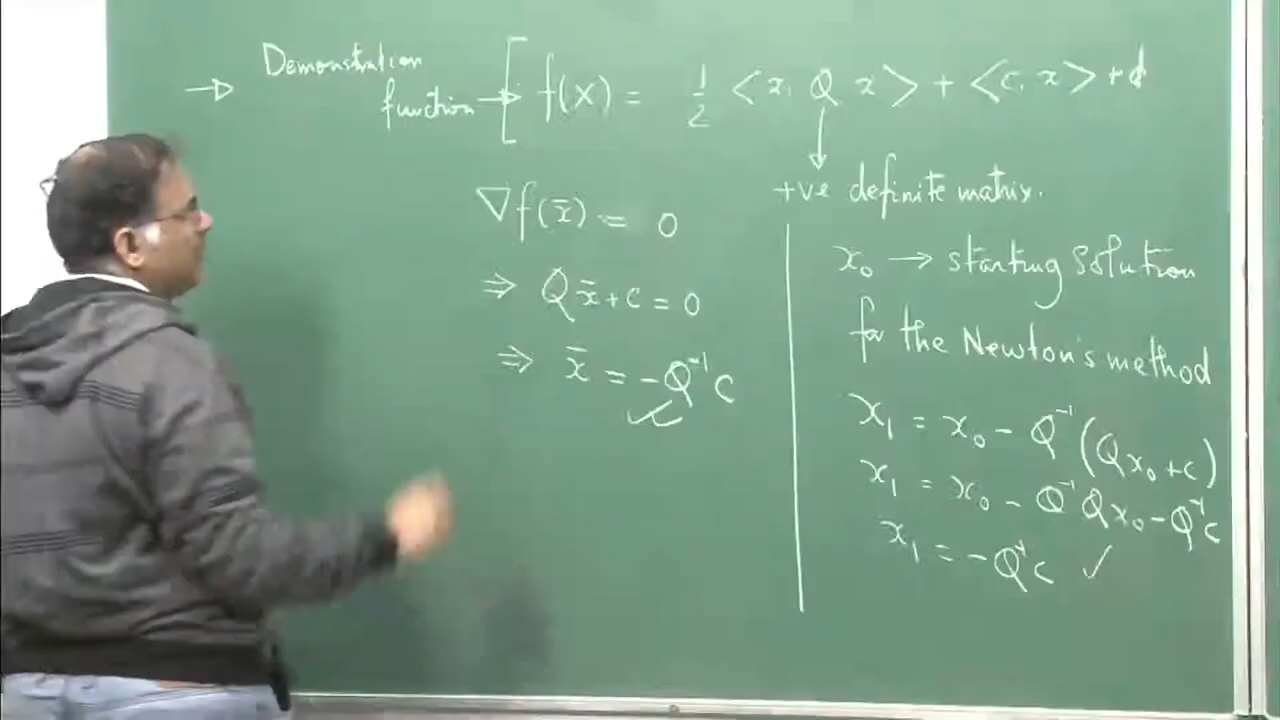 → Demonstration function → [ f(x) = 1/2 <x, Q x> + <c, x> + d
↓
+ve definite matrix.
∇f(x̄) = 0
⇒ Qx̄ + c = 0
⇒ x̄ = -Q⁻¹c ✓
x₀ → starting solution
for the Newton's method
x₁ = x₀ - Q⁻¹(Qx₀ + c)
x₁ = x₀ - Q⁻¹Qx₀ - Q⁻¹c
x₁ = -Q⁻¹c ✓